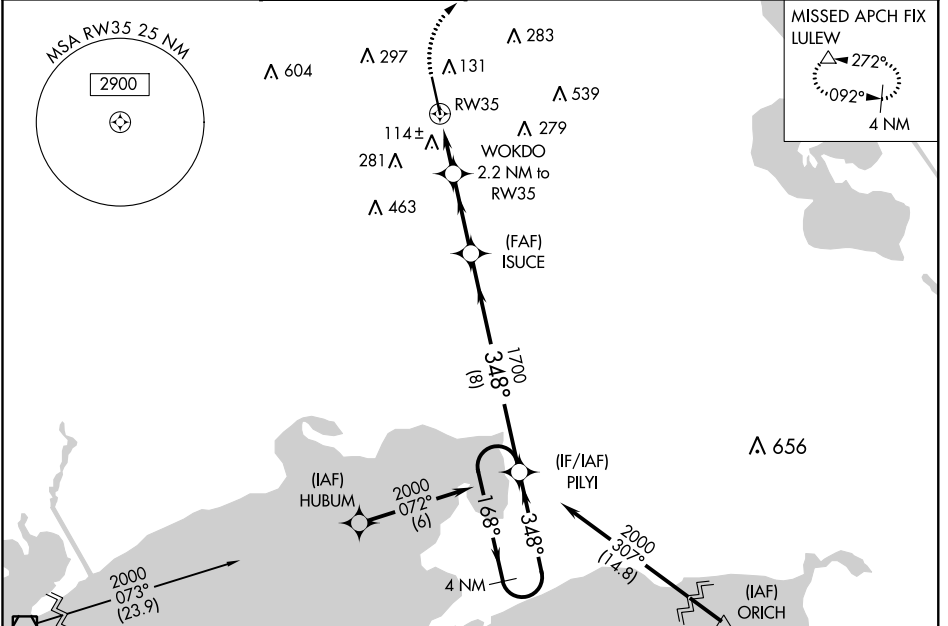 MSA RW35 25 NM
2900
604
297
283
131
539
RW35
114±
279
281
WOKDO
2.2 NM to
RW35
463
(FAF)
ISUCE
1700
348°
(8)
MISSED APCH FIX
LULEW
272°
092°
4 NM
656
(IF/IAF)
PILYI
(IAF)
HUBUM
2000
072°
(6)
168°
348°
4 NM
2000
307°
(14.8)
(IAF)
ORICH
2000
073°
(23.9)